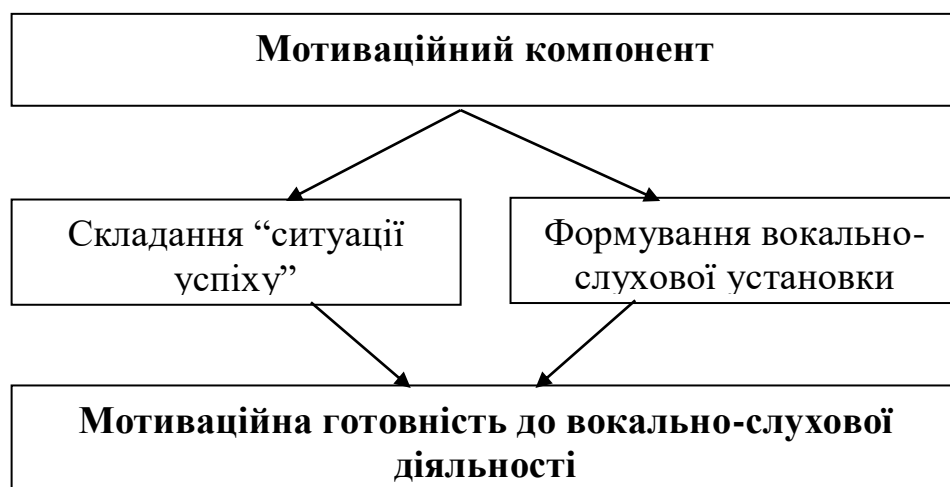 Мотиваційний компонент
Складання “ситуації
успіху”
Формування вокально-
слухової установки
Мотиваційна готовність до вокально-слухової
діяльності